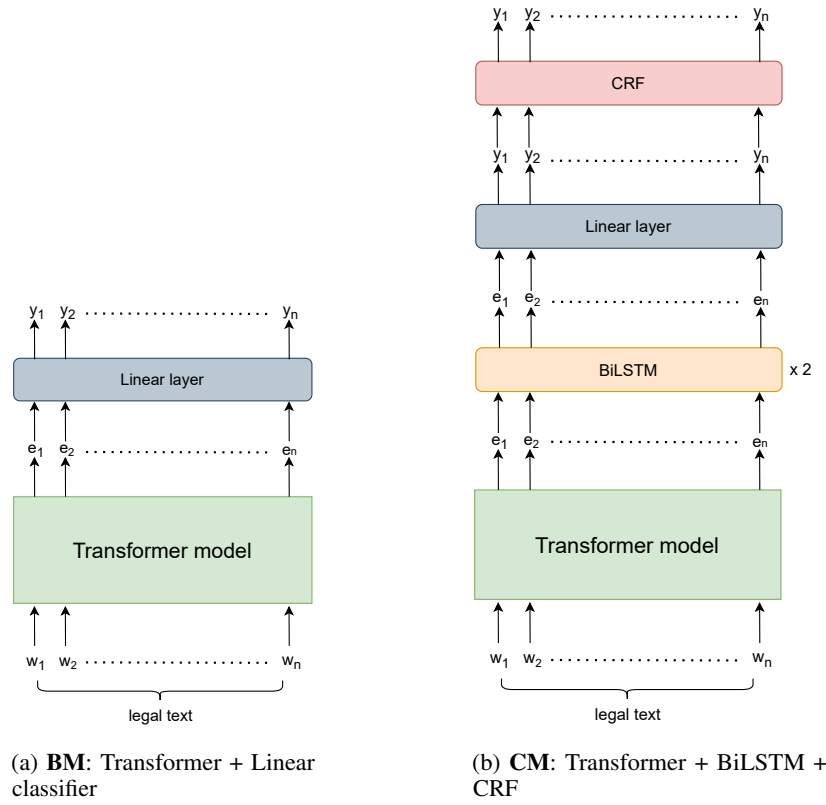 y1 y2 ........................ yn
Linear layer
e1 e2 ........................ en
Transformer model
w1 w2 ........................ wn
legal text
(a) BM: Transformer + Linear
classifier
y1 y2 ........................ yn
CRF
y1 y2 ........................ yn
Linear layer
e1 e2 ........................ en
BiLSTM x 2
e1 e2 ........................ en
Transformer model
w1 w2 ........................ wn
legal text
(b) CM: Transformer + BiLSTM +
CRF